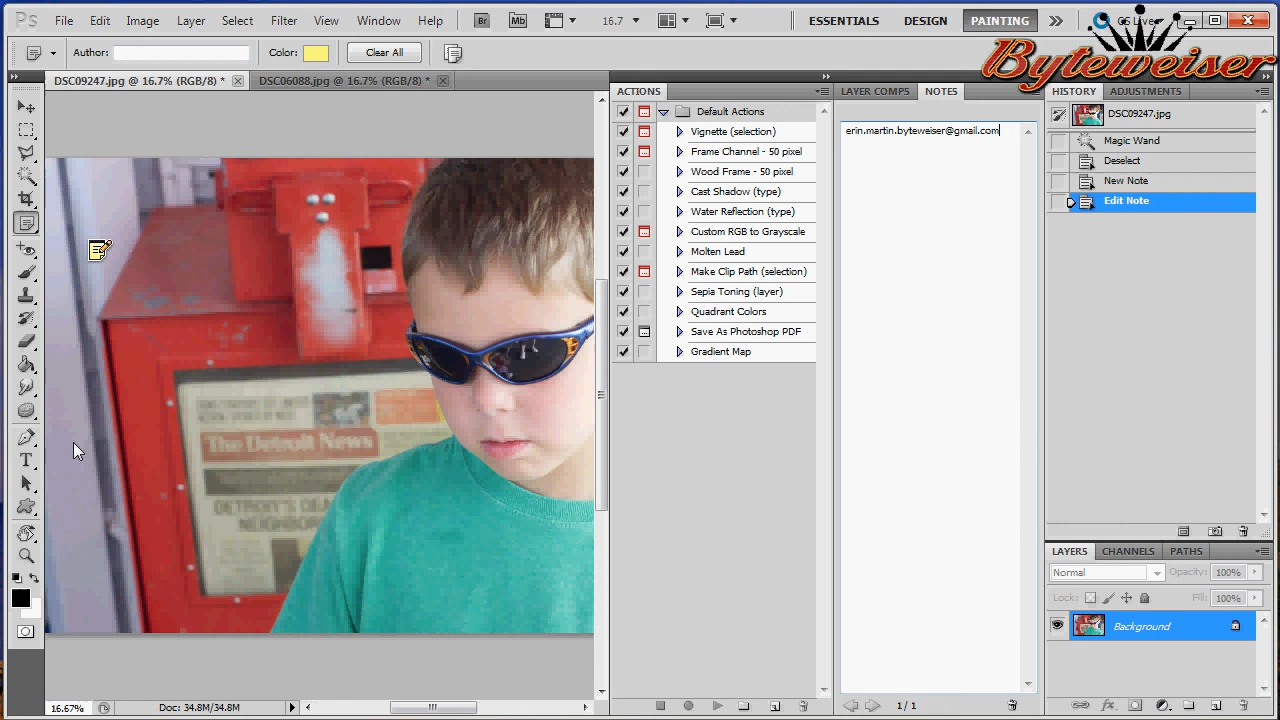 Ps File Edit Image Layer Select Filter View Window Help Br Mb 16.7 ESSENTIALS DESIGN PAINTING CS Live
Byteweiser
Author: Color: Clear All
DSC09247.jpg @ 16.7% (RGB/8) * DSC06088.jpg @ 16.7% (RGB/8) *
ACTIONS
Default Actions
Vignette (selection)
Frame Channel - 50 pixel
Wood Frame - 50 pixel
Cast Shadow (type)
Water Reflection (type)
Custom RGB to Grayscale
Molten Lead
Make Clip Path (selection)
Sepia Toning (layer)
Quadrant Colors
Save As Photoshop PDF
Gradient Map
LAYER COMPS NOTES
erin.martin.byteweiser@gmail.com
1/1
HISTORY ADJUSTMENTS
DSC09247.jpg
Magic Wand
Deselect
New Note
Edit Note
LAYERS CHANNELS PATHS
Normal Opacity: 100%
Lock: Fill: 100%
Background
The Detroit News
16.67% Doc: 34.8M/34.8M